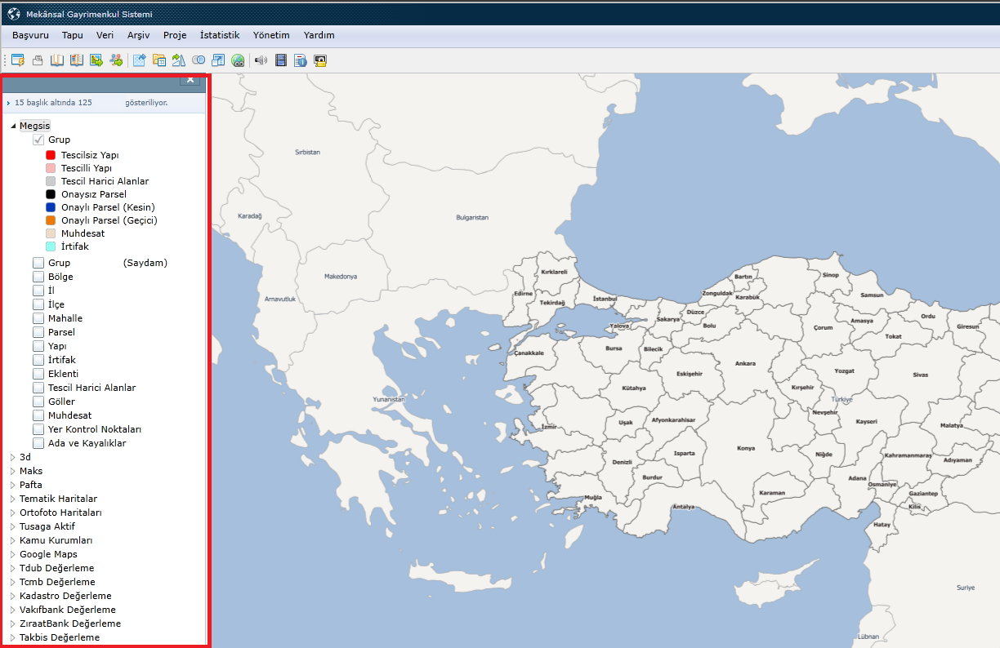 Mekânsal Gayrimenkul Sistemi
Başvuru Tapu Veri Arşiv Proje İstatistik Yönetim Yardım
15 başlık altında 125 gösteriliyor.
Megsis
Grup
Tescilsiz Yapı
Tescilli Yapı
Tescil Harici Alanlar
Onaysız Parsel
Onaylı Parsel (Kesin)
Onaylı Parsel (Geçici)
Muhdesat
İrtifak
Grup (Saydam)
Bölge
İl
İlçe
Mahalle
Parsel
Yapı
İrtifak
Eklenti
Tescil Harici Alanlar
Göller
Muhdesat
Yer Kontrol Noktaları
Ada ve Kayalıklar
3d
Maks
Pafta
Tematik Haritalar
Ortofoto Haritaları
Tusaga Aktif
Kamu Kurumları
Google Maps
Tdub Değerleme
Tcmb Değerleme
Kadastro Değerleme
Vakıfbank Değerleme
ZıraatBank Değerleme
Takbis Değerleme
Sırbistan
Karadağ
Bulgaristan
Makedonya
Arnavutluk
Yunanistan
Kırklareli
Edirne
Tekirdağ
İstanbul
Yalova
Sakarya
Düzce
Bolu
Zonguldak
Bartın
Karabük
Sinop
Samsun
Çorum
Amasya
Tokat
Ordu
Giresun
Çanakkale
Bursa
Bilecik
Eskişehir
Ankara
Kırşehir
Yozgat
Sivas
Kütahya
Türkiye
Nevşehir
Kayseri
Malatya
İzmir
Uşak
Afyonkarahisar
Konya
Niğde
Kahramanmaraş
Adıyaman
Denizli
Isparta
Burdur
Muğla
Antalya
Karaman
Adana
Osmaniye
Gaziantep
Kilis
Hatay
Suriye
Lübnan